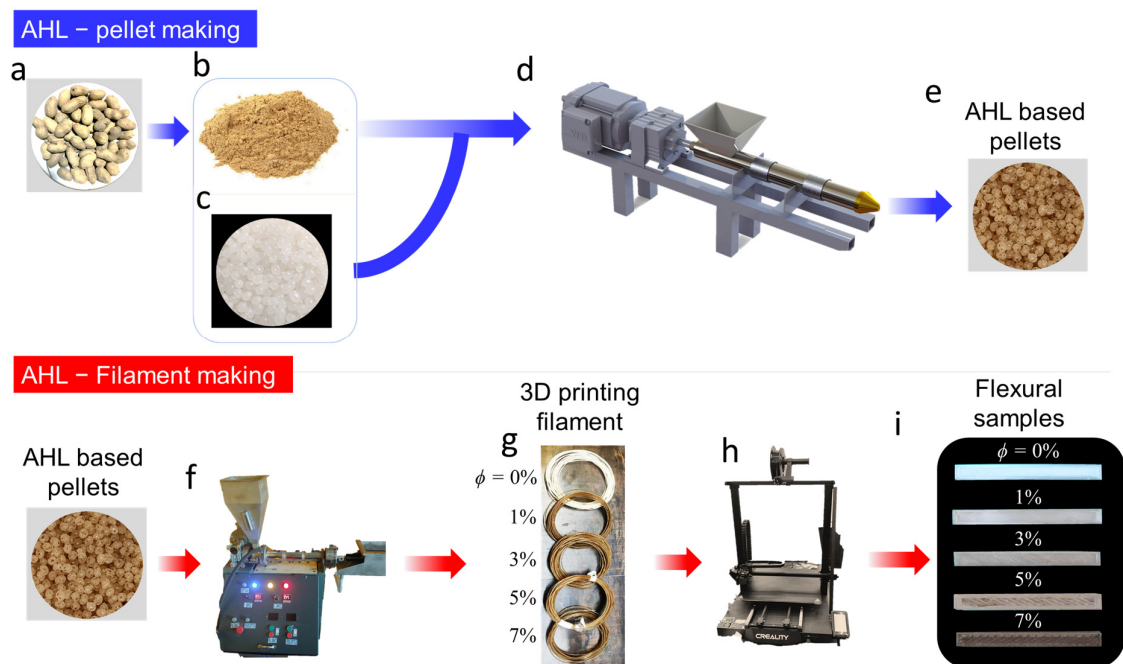 AHL − pellet making
a
b
c
d
e
AHL based
pellets
AHL − Filament making
AHL based
pellets
f
g
3D printing
filament
ϕ = 0%
1%
3%
5%
7%
h
CREALITY
i
Flexural
samples
ϕ = 0%
1%
3%
5%
7%